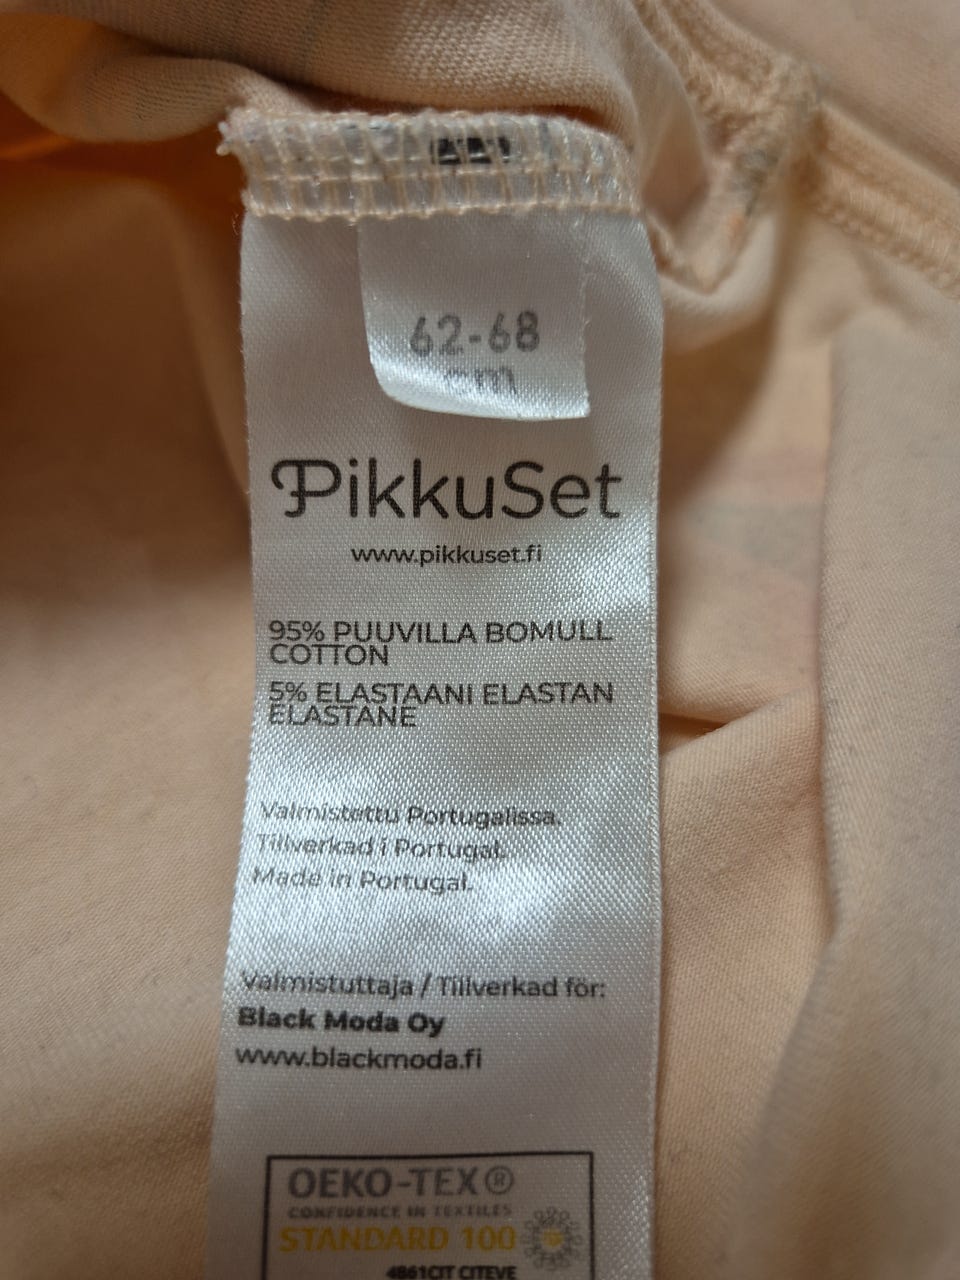 62-68
cm
PikkuSet
www.pikkuset.fi
95% PUUVILLA BOMULL
COTTON
5% ELASTAANI ELASTAN
ELASTANE
Valmistettu Portugalissa.
Tillverkad i Portugal.
Made in Portugal.
Valmistuttaja / Tillverkad för:
Black Moda Oy
www.blackmoda.fi
OEKO-TEX®
CONFIDENCE IN TEXTILES
STANDARD 100
4861CIT CITEVE